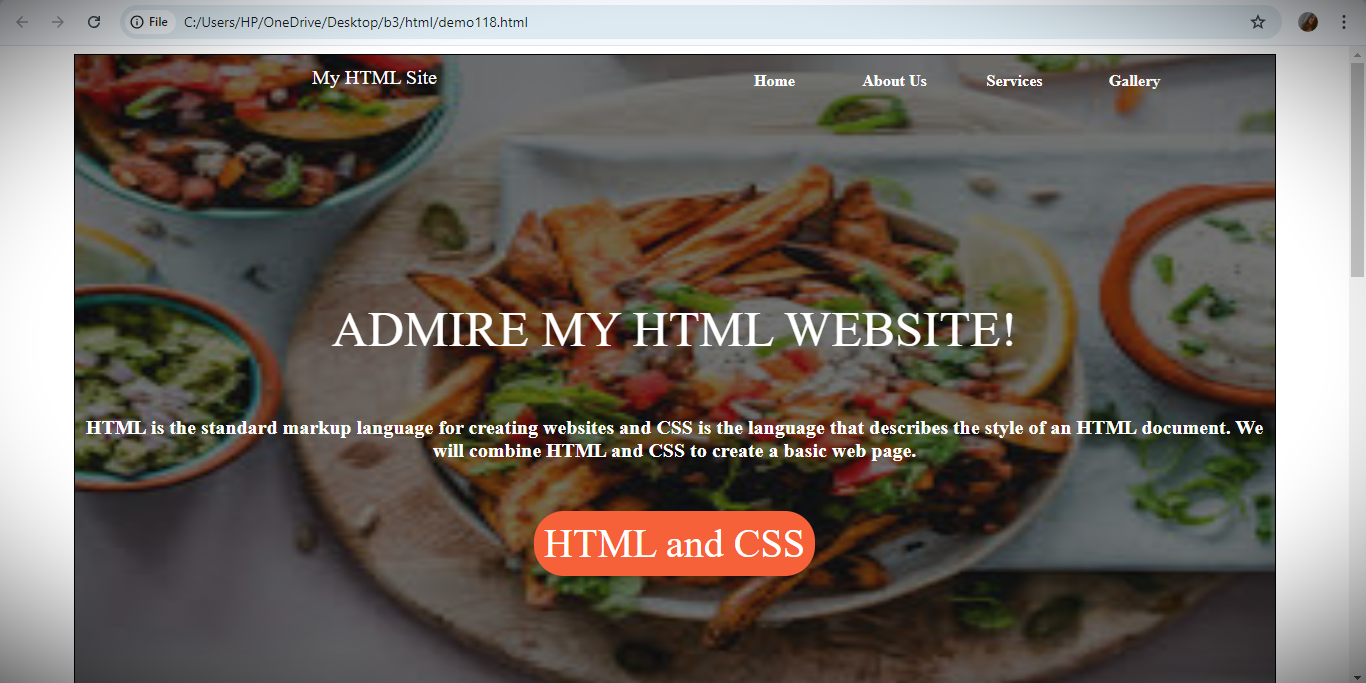 File C:/Users/HP/OneDrive/Desktop/b3/html/demo118.html
My HTML Site Home About Us Services Gallery
ADMIRE MY HTML WEBSITE!
HTML is the standard markup language for creating websites and CSS is the language that describes the style of an HTML document. We
will combine HTML and CSS to create a basic web page.
HTML and CSS